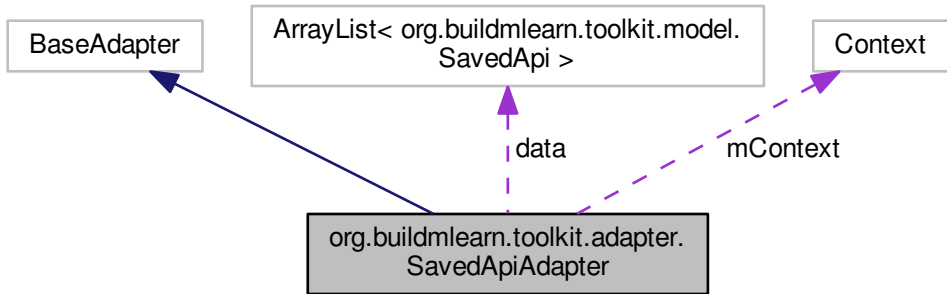 BaseAdapter
ArrayList< org.buildmlearn.toolkit.model.
SavedApi >
Context
data
mContext
org.buildmlearn.toolkit.adapter.
SavedApiAdapter